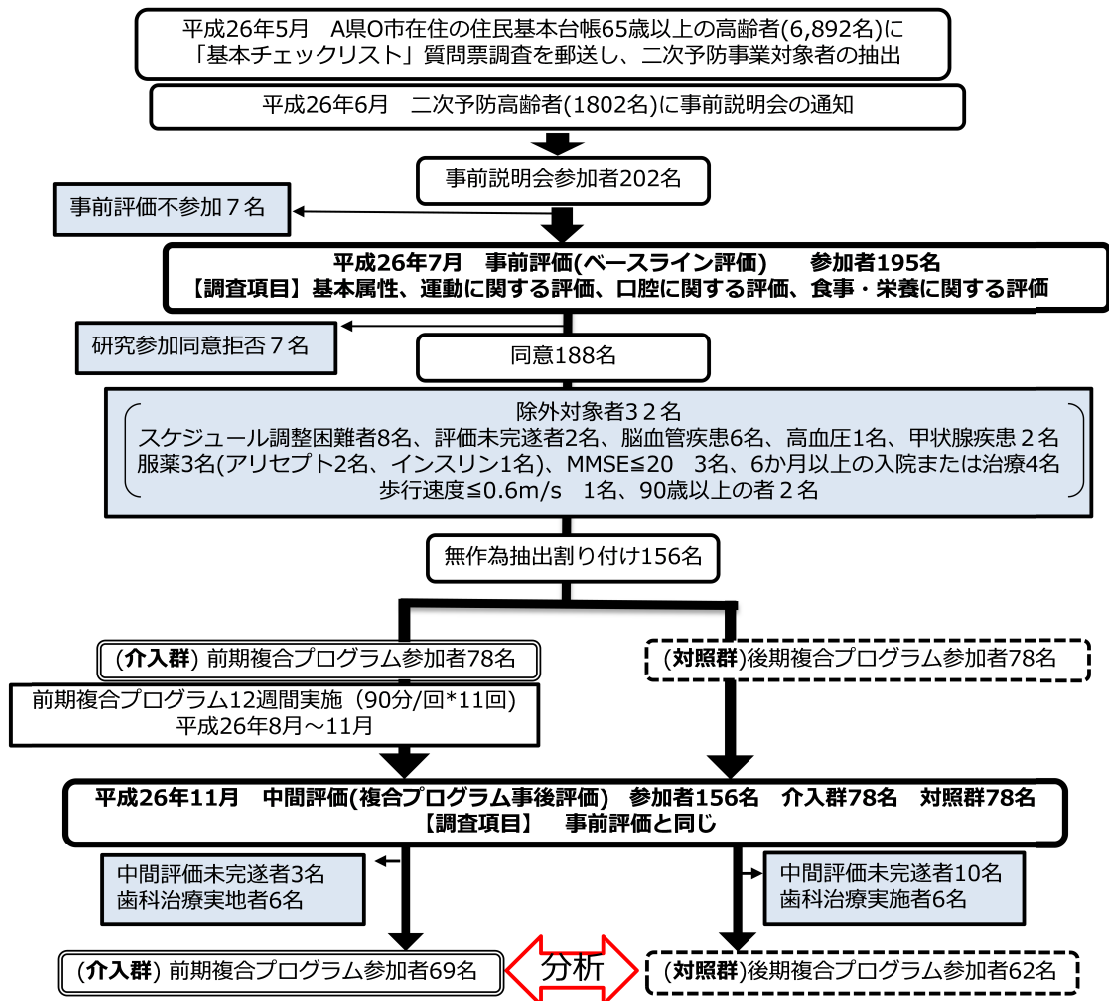 平成26年5月　A県O市在住の住民基本台帳65歳以上の高齢者(6,892名)に
「基本チェックリスト」質問票調査を郵送し、二次予防事業対象者の抽出
平成26年6月　二次予防高齢者(1802名)に事前説明会の通知
事前説明会参加者202名
事前評価不参加７名
平成26年7月　事前評価(ベースライン評価)　　参加者195名
【調査項目】基本属性、運動に関する評価、口腔に関する評価、食事・栄養に関する評価
研究参加同意拒否７名
同意188名
除外対象者3２名
スケジュール調整困難者8名、評価未完遂者2名、脳血管疾患6名、高血圧1名、甲状腺疾患２名
服薬3名(アリセプト2名、インスリン1名)、MMSE≦20　3名、6か月以上の入院または治療4名
歩行速度≦0.6m/s　1名、90歳以上の者２名
無作為抽出割り付け156名
(介入群) 前期複合プログラム参加者78名
(対照群)後期複合プログラム参加者78名
前期複合プログラム12週間実施（90分/回*11回)
平成26年8月～11月
平成26年11月　中間評価(複合プログラム事後評価)　参加者156名　介入群78名　対照群78名
【調査項目】　事前評価と同じ
中間評価未完遂者3名
歯科治療実地者6名
中間評価未完遂者10名
歯科治療実施者6名
(介入群) 前期複合プログラム参加者69名
分析
(対照群)後期複合プログラム参加者62名